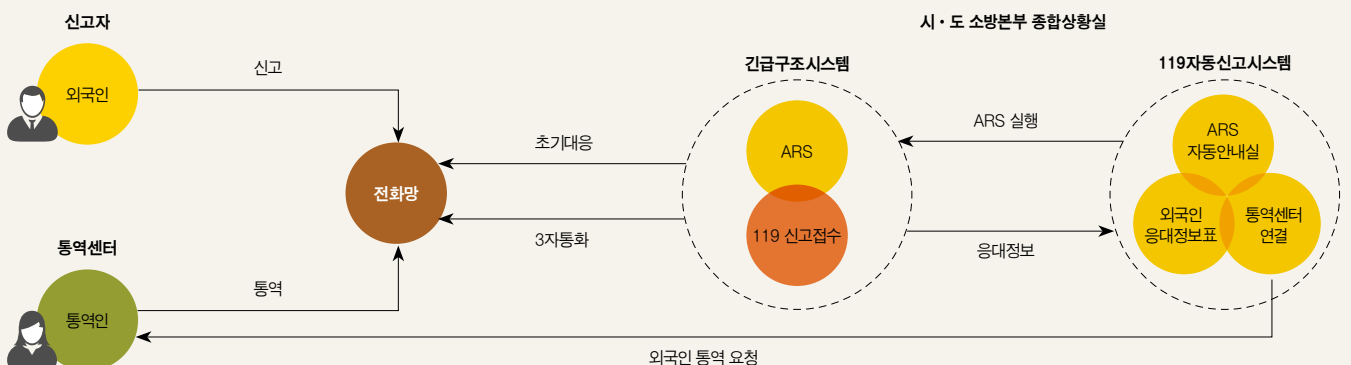 신고자
외국인
신고
통역센터
통역인
통역
전화망
초기대응
3자통화
시·도 소방본부 종합상황실
긴급구조시스템
ARS
119 신고접수
ARS 실행
응대정보
119자동신고시스템
ARS
자동안내실
외국인
응대정보표
통역센터
연결
외국인 통역 요청